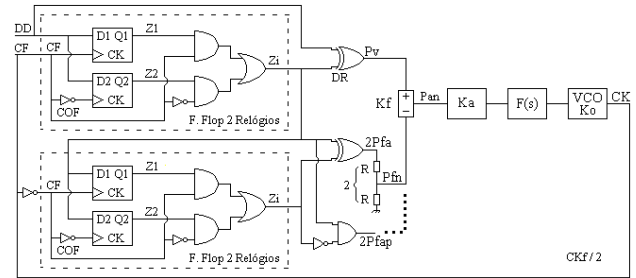 DD
CF
CF
D1 Q1
CK
Z1
D2 Q2
CK
Z2
COF
Zi
F. Flop 2 Relógios
DR
Pv
Kf
+
−
Pan
Ka
F(s)
VCO
Ko
CK
CF
D1 Q1
CK
Z1
D2 Q2
CK
Z2
COF
Zi
F. Flop 2 Relógios
2Pfa
R
Pfn
2
R
2Pfap
CKf / 2